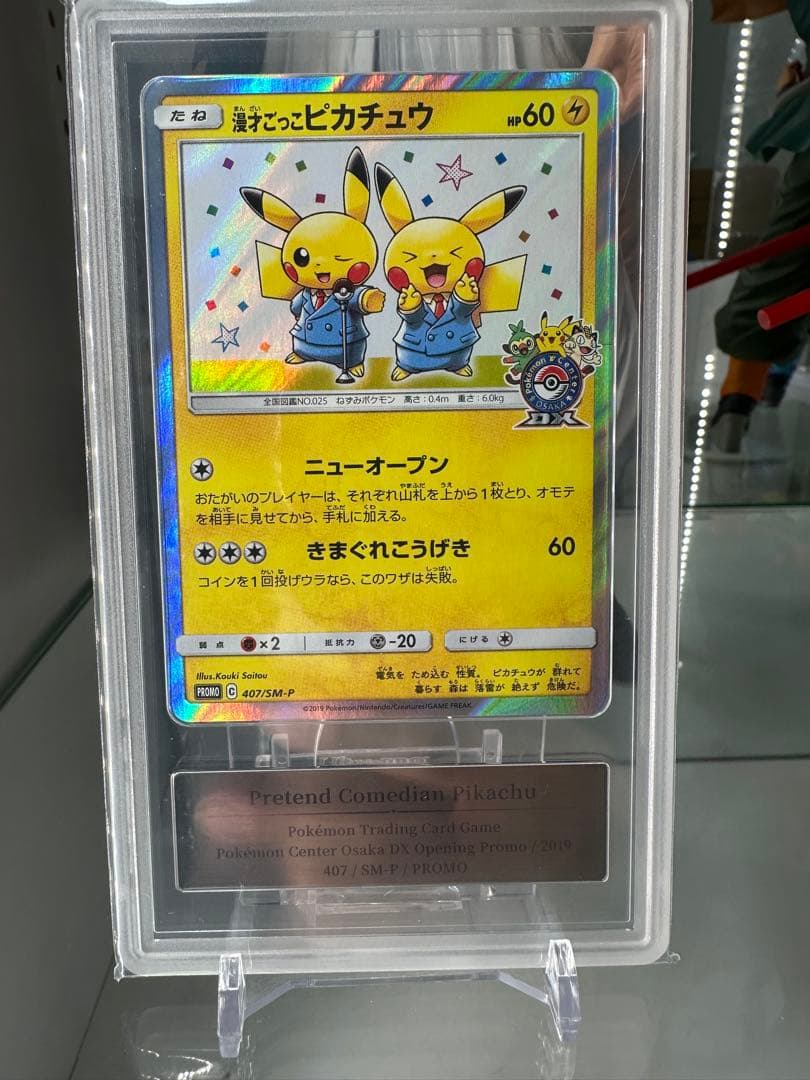 たね 漫才ごっこピカチュウ HP60
まんざい
Pokémon Center
OSAKA
DX
全国図鑑NO.025 ねずみポケモン 高さ:0.4m 重さ:6.0kg
ニューオープン
おたがいのプレイヤーは、それぞれ山札を上から1枚とり、オモテ
を相手に見せてから、手札に加える。
きまぐれこうげき 60
コインを1回投げウラなら、このワザは失敗。
弱点 ×2 抵抗力 -20 にげる
Illus.Kouki Saitou
電気を ため込む 性質。 ピカチュウが 群れて
暮らす 森は 落雷が 絶えず 危険だ。
PROMO C 407/SM-P
©2019 Pokémon/Nintendo/Creatures/GAME FREAK.
Pretend Comedian Pikachu
Pokémon Trading Card Game
Pokémon Center Osaka DX Opening Promo / 2019
407 / SM-P / PROMO